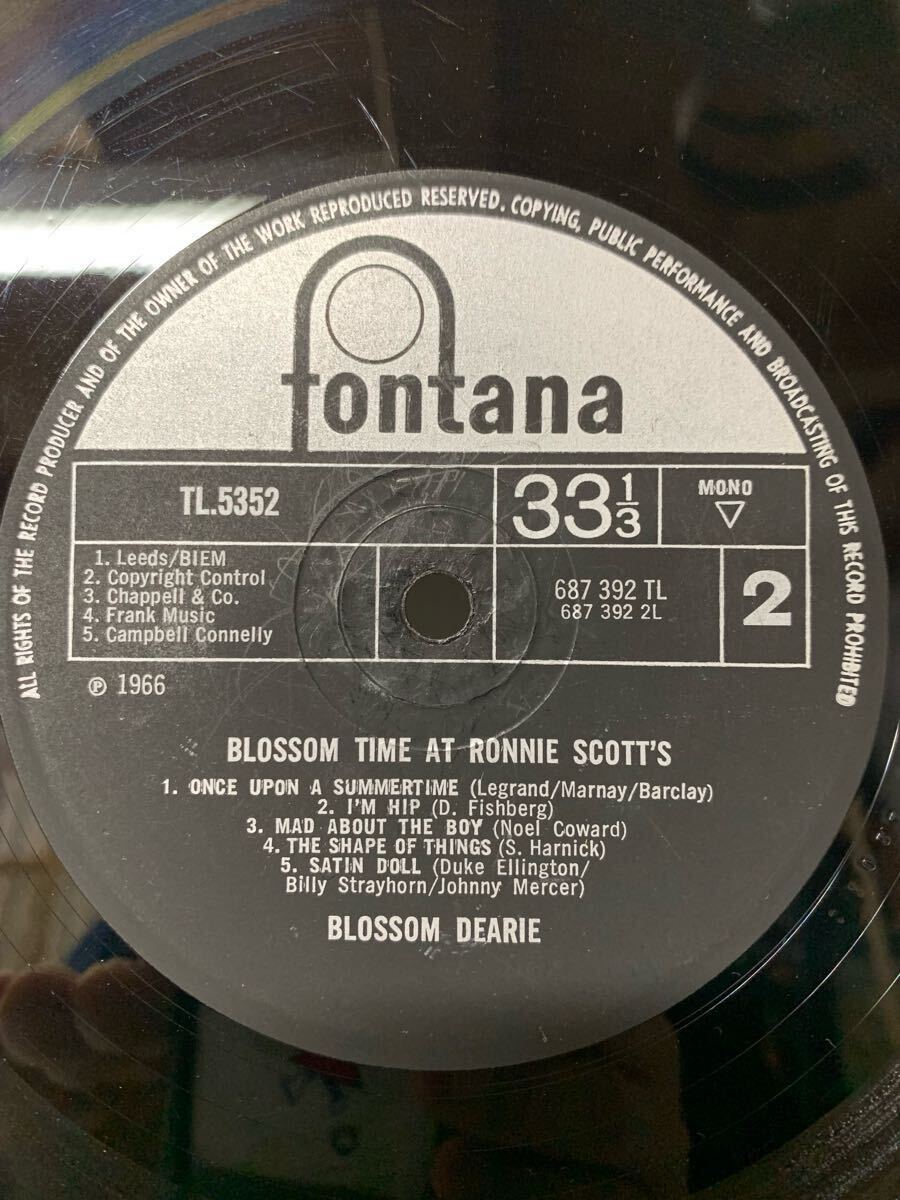 ALL RIGHTS OF THE RECORD PRODUCER AND OF THE OWNER OF THE WORK REPRODUCED RESERVED. COPYING, PUBLIC PERFORMANCE AND BROADCASTING OF THIS RECORD PROHIBITED
fontana
TL.5352
33 1/3
MONO
1. Leeds/BIEM
2. Copyright Control
3. Chappell & Co.
4. Frank Music
5. Campbell Connelly
687 392 TL
687 392 2L
2
℗ 1966
BLOSSOM TIME AT RONNIE SCOTT'S
1. ONCE UPON A SUMMERTIME (Legrand/Marnay/Barclay)
2. I'M HIP (D. Fishberg)
3. MAD ABOUT THE BOY (Noel Coward)
4. THE SHAPE OF THINGS (S. Harnick)
5. SATIN DOLL (Duke Ellington/
Billy Strayhorn/Johnny Mercer)
BLOSSOM DEARIE